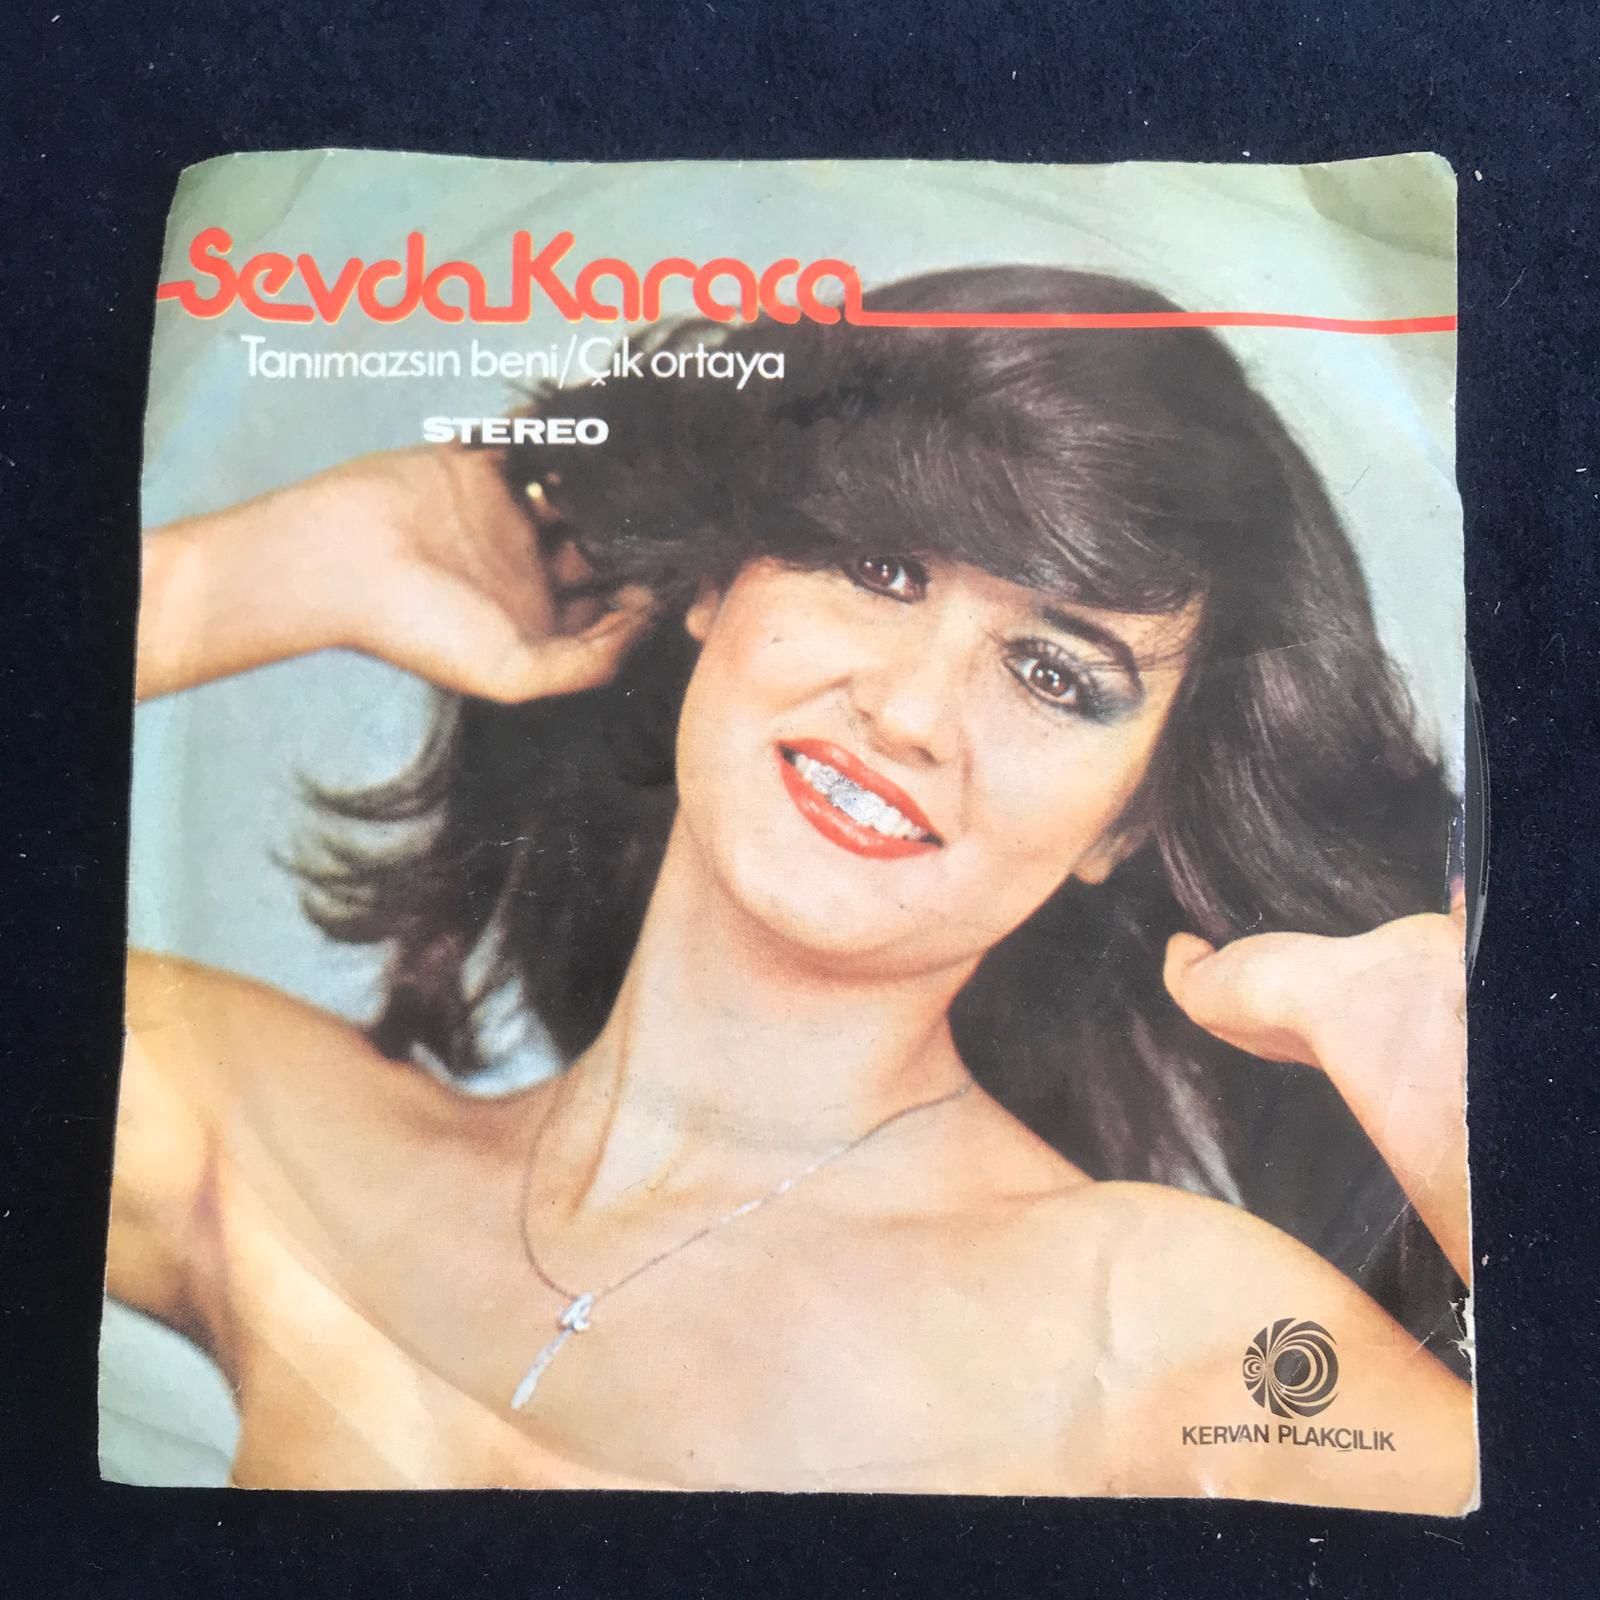 Sevda Karaca
Tanımazsın beni/Çık ortaya
STEREO
KERVAN PLAKÇILIK